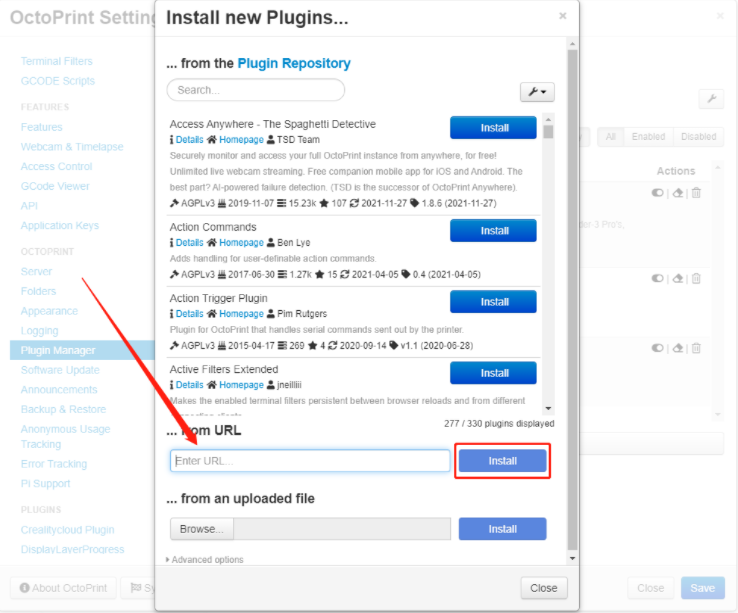 OctoPrint Setting
Install new Plugins...
×
×
... from the Plugin Repository
Search...
Access Anywhere - The Spaghetti Detective
Install
Details Homepage TSD Team
Securely monitor and access your full OctoPrint instance from anywhere, for free!
Unlimited live webcam streaming. Free companion mobile app for iOS and Android. The
best part? AI-powered failure detection. (TSD is the successor of OctoPrint Anywhere).
AGPLv3 2019-11-07 15.23k 107 2021-11-27 1.8.6 (2021-11-27)
Action Commands
Install
Details Homepage Ben Lye
Adds handling for user-definable action commands
AGPLv3 2017-06-30 1.27k 15 2021-04-05 0.4 (2021-04-05)
Action Trigger Plugin
Install
Details Homepage Pim Rutgers
Plugin for OctoPrint that handles serial commands sent out by the printer.
AGPLv3 2015-04-17 269 4 2020-09-14 v1.1 (2020-06-28)
Active Filters Extended
Install
Details Homepage jneilliii
Makes the enabled terminal filters persistent between browser reloads and from different
277 / 330 plugins displayed
... from URL
Enter URL...
Install
... from an uploaded file
Browse...
Install
Advanced options
Close
Terminal Filters
GCODE Scripts
FEATURES
Features
Webcam & Timelapse
Access Control
GCode Viewer
API
Application Keys
OCTOPRINT
Server
Folders
Appearance
Logging
Plugin Manager
Software Update
Announcements
Backup & Restore
Anonymous Usage
Tracking
Error Tracking
Pi Support
PLUGINS
Crealitycloud Plugin
DisplayLayerProgress
About OctoPrint
Sy
All Enabled Disabled
Actions
der-3 Pro's,
Close
Save